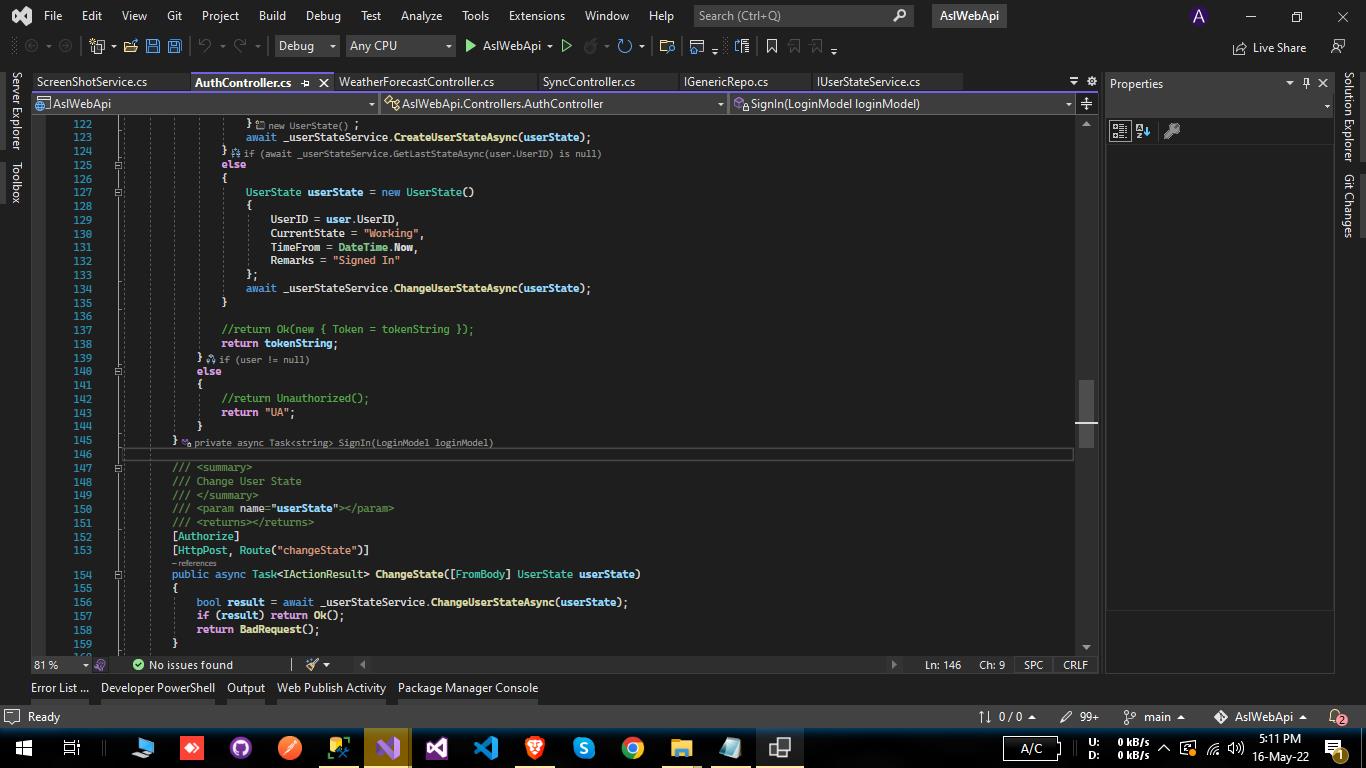 File Edit View Git Project Build Debug Test Analyze Tools Extensions Window Help Search (Ctrl+Q) AslWebApi A
Debug Any CPU AslWebApi Live Share
ScreenShotService.cs AuthController.cs WeatherForecastController.cs SyncController.cs IGenericRepo.cs IUserStateService.cs
AslWebApi AslWebApi.Controllers.AuthController SignIn(LoginModel loginModel)
Server Explorer
Toolbox
122 } new UserState() ;
123 await _userStateService.CreateUserStateAsync(userState);
124 } if (await _userStateService.GetLastStateAsync(user.UserID) is null)
125 else
126 {
127 UserState userState = new UserState()
128 {
129 UserID = user.UserID,
130 CurrentState = "Working",
131 TimeFrom = DateTime.Now,
132 Remarks = "Signed In"
133 };
134 await _userStateService.ChangeUserStateAsync(userState);
135 }
136
137 //return Ok(new { Token = tokenString });
138 return tokenString;
139 } if (user != null)
140 else
141 {
142 //return Unauthorized();
143 return "UA";
144 }
145 } private async Task<string> SignIn(LoginModel loginModel)
146
147 /// <summary>
148 /// Change User State
149 /// </summary>
150 /// <param name="userState"></param>
151 /// <returns></returns>
152 [Authorize]
153 [HttpPost, Route("changeState")]
- references
154 public async Task<IActionResult> ChangeState([FromBody] UserState userState)
155 {
156 bool result = await _userStateService.ChangeUserStateAsync(userState);
157 if (result) return Ok();
158 return BadRequest();
159 }
Properties
Solution Explorer
Git Changes
81 % No issues found Ln: 146 Ch: 9 SPC CRLF
Error List ... Developer PowerShell Output Web Publish Activity Package Manager Console
Ready 0 / 0 99+ main AslWebApi 2
A/C U: 0 kB/s D: 0 kB/s 5:11 PM 16-May-22 1